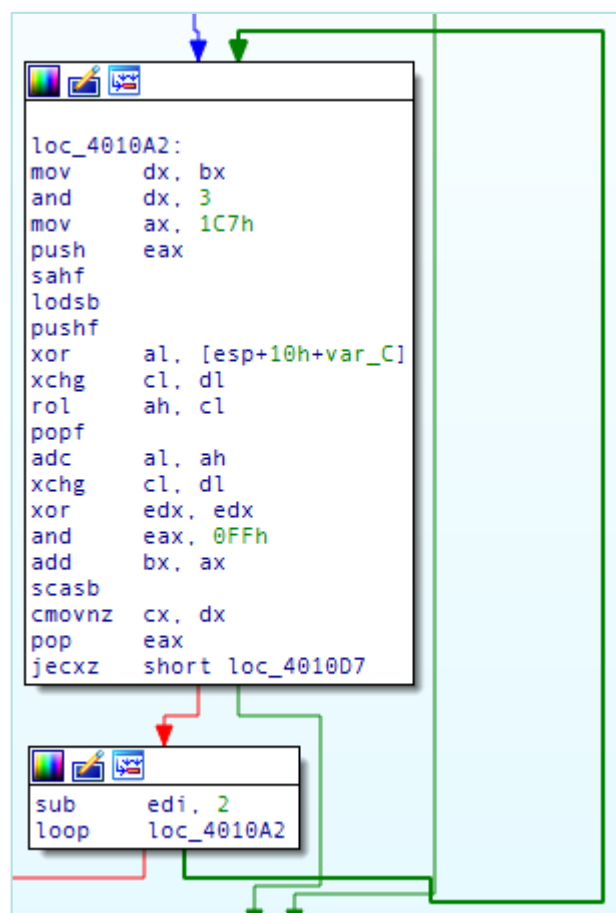 loc_4010A2:
mov dx, bx
and dx, 3
mov ax, 1C7h
push eax
sahf
lodsb
pushf
xor al, [esp+10h+var_C]
xchg cl, dl
rol ah, cl
popf
adc al, ah
xchg cl, dl
xor edx, edx
and eax, 0FFh
add bx, ax
scasb
cmovnz cx, dx
pop eax
jecxz short loc_4010D7
sub edi, 2
loop loc_4010A2